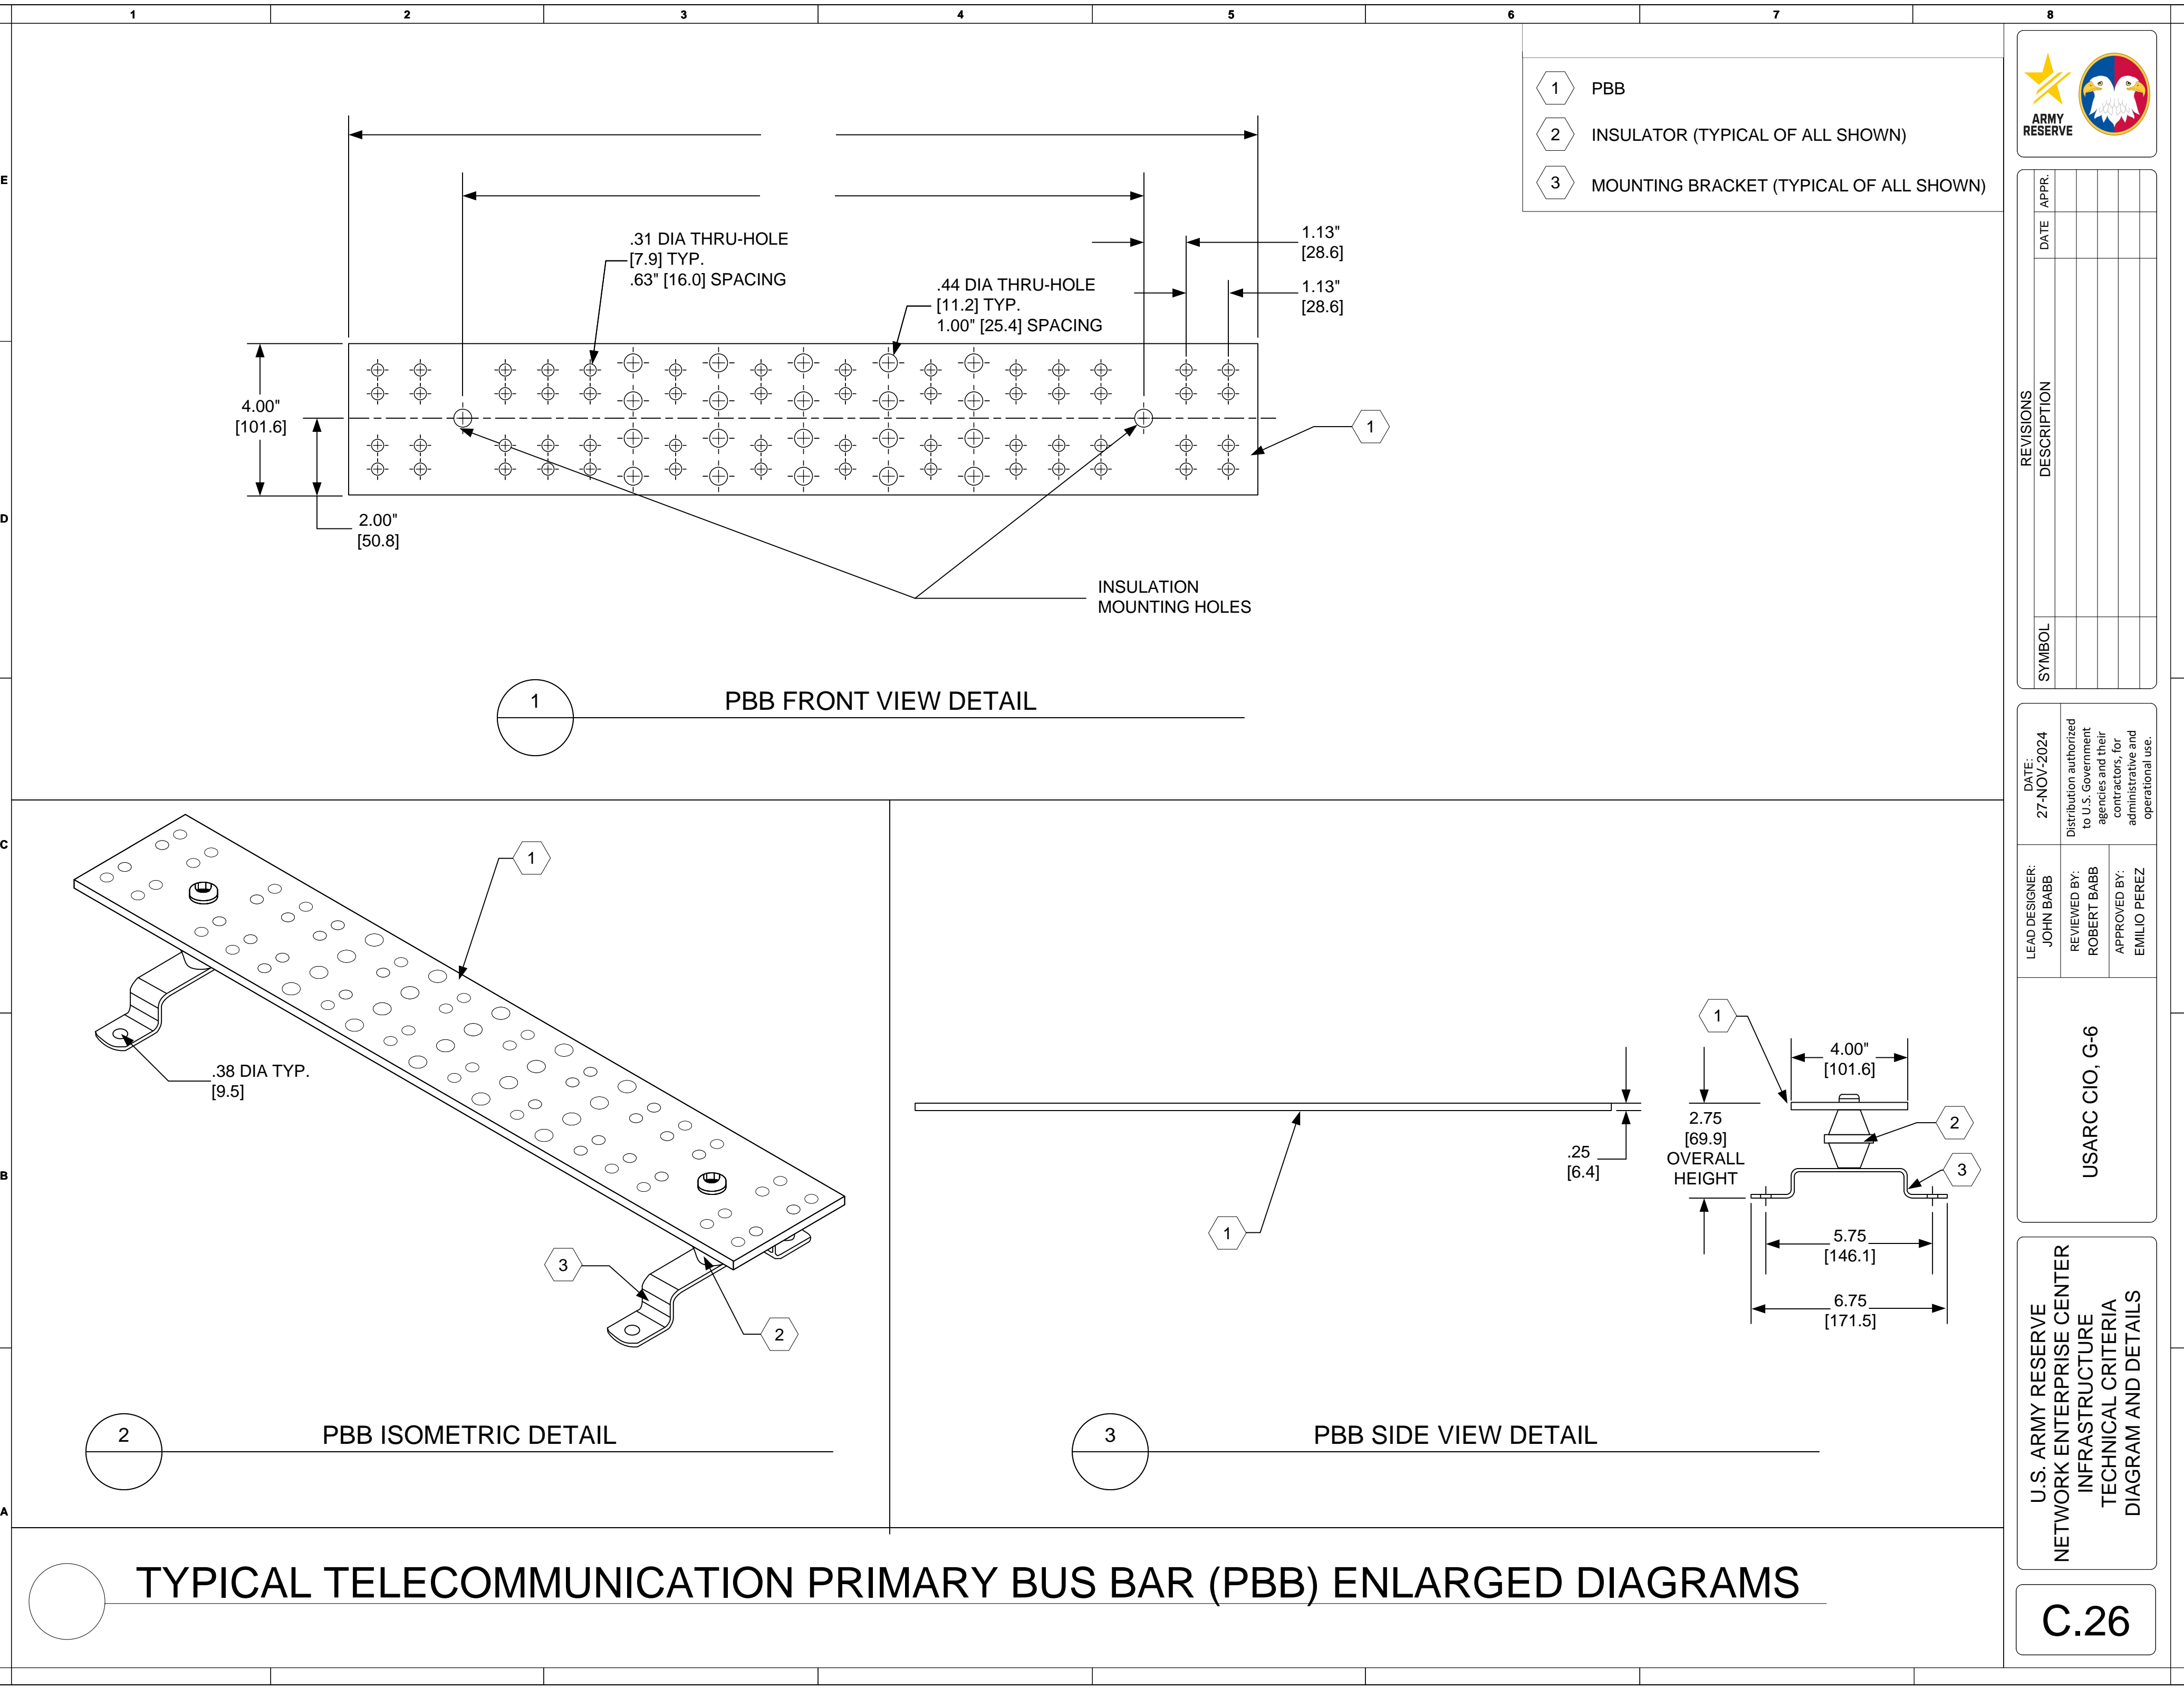 1 2 3 4 5 6 7 8
E
D
C
B
A
1 PBB
2 INSULATOR (TYPICAL OF ALL SHOWN)
3 MOUNTING BRACKET (TYPICAL OF ALL SHOWN)
.31 DIA THRU-HOLE
[7.9] TYP.
.63" [16.0] SPACING
.44 DIA THRU-HOLE
[11.2] TYP.
1.00" [25.4] SPACING
1.13"
[28.6]
1.13"
[28.6]
4.00"
[101.6]
2.00"
[50.8]
1
INSULATION
MOUNTING HOLES
1 PBB FRONT VIEW DETAIL
1
.38 DIA TYP.
[9.5]
3
2
2 PBB ISOMETRIC DETAIL
1
.25
[6.4]
1
4.00"
[101.6]
2.75
[69.9]
OVERALL
HEIGHT
2
3
5.75
[146.1]
6.75
[171.5]
3 PBB SIDE VIEW DETAIL
TYPICAL TELECOMMUNICATION PRIMARY BUS BAR (PBB) ENLARGED DIAGRAMS
ARMY
RESERVE
REVISIONS
SYMBOL DESCRIPTION DATE APPR.
DATE:
27-NOV-2024
Distribution authorized
to U.S. Government
agencies and their
contractors, for
administrative and
operational use.
LEAD DESIGNER:
JOHN BABB
REVIEWED BY:
ROBERT BABB
APPROVED BY:
EMILIO PEREZ
USARC CIO, G-6
U.S. ARMY RESERVE
NETWORK ENTERPRISE CENTER
INFRASTRUCTURE
TECHNICAL CRITERIA
DIAGRAM AND DETAILS
C.26